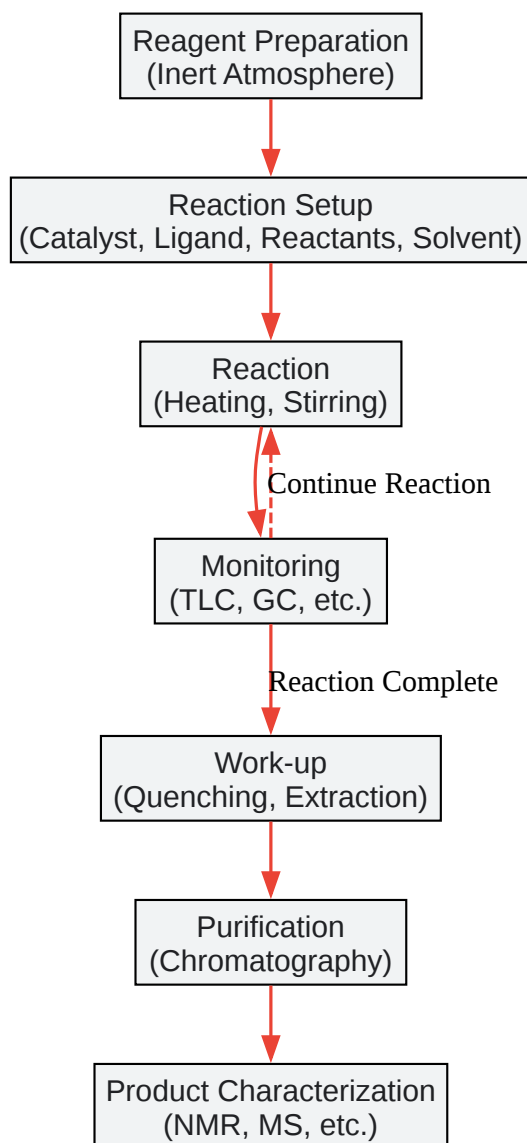 Reagent Preparation
(Inert Atmosphere)
Reaction Setup
(Catalyst, Ligand, Reactants, Solvent)
Reaction
(Heating, Stirring)
Continue Reaction
Monitoring
(TLC, GC, etc.)
Reaction Complete
Work-up
(Quenching, Extraction)
Purification
(Chromatography)
Product Characterization
(NMR, MS, etc.)